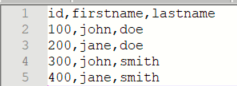 1 id,firstname,lastname
2 100,john,doe
3 200,jane,doe
4 300,john,smith
5 400,jane,smith